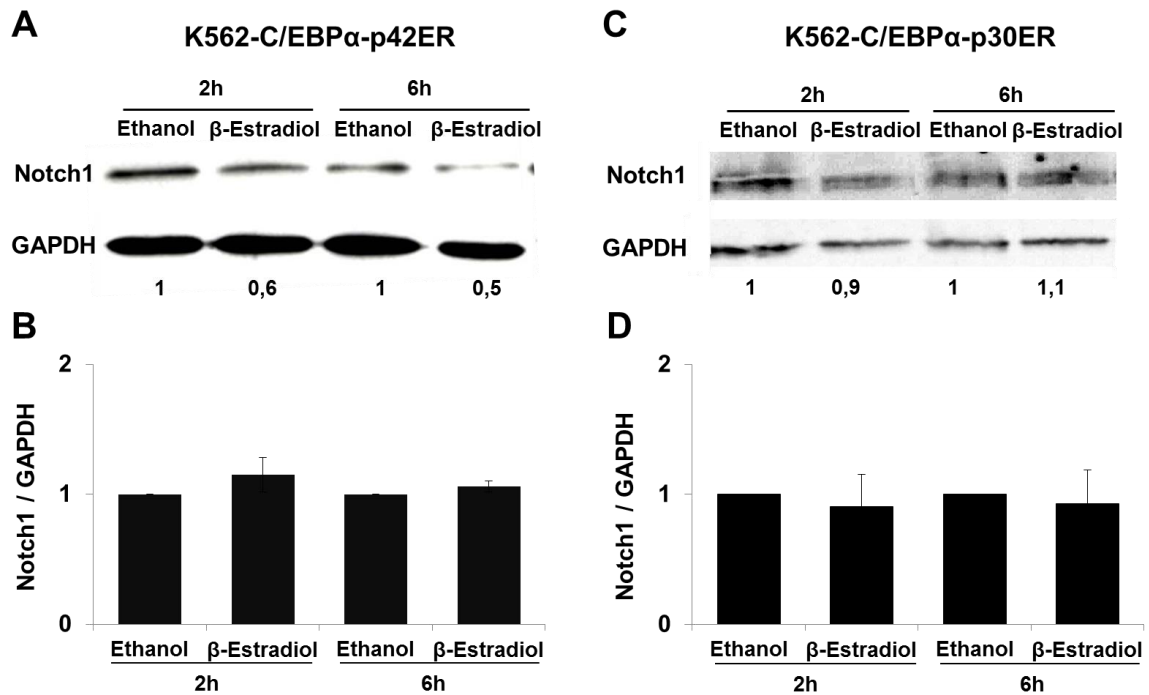 A
K562-C/EBPα-p42ER
2h 6h
Ethanol β-Estradiol Ethanol β-Estradiol
Notch1
GAPDH
1 0,6 1 0,5
B
2
1
0
Notch1 / GAPDH
Ethanol β-Estradiol Ethanol β-Estradiol
2h 6h
C
K562-C/EBPα-p30ER
2h 6h
Ethanol β-Estradiol Ethanol β-Estradiol
Notch1
GAPDH
1 0,9 1 1,1
D
2
1
0
Notch1 / GAPDH
Ethanol β-Estradiol Ethanol β-Estradiol
2h 6h